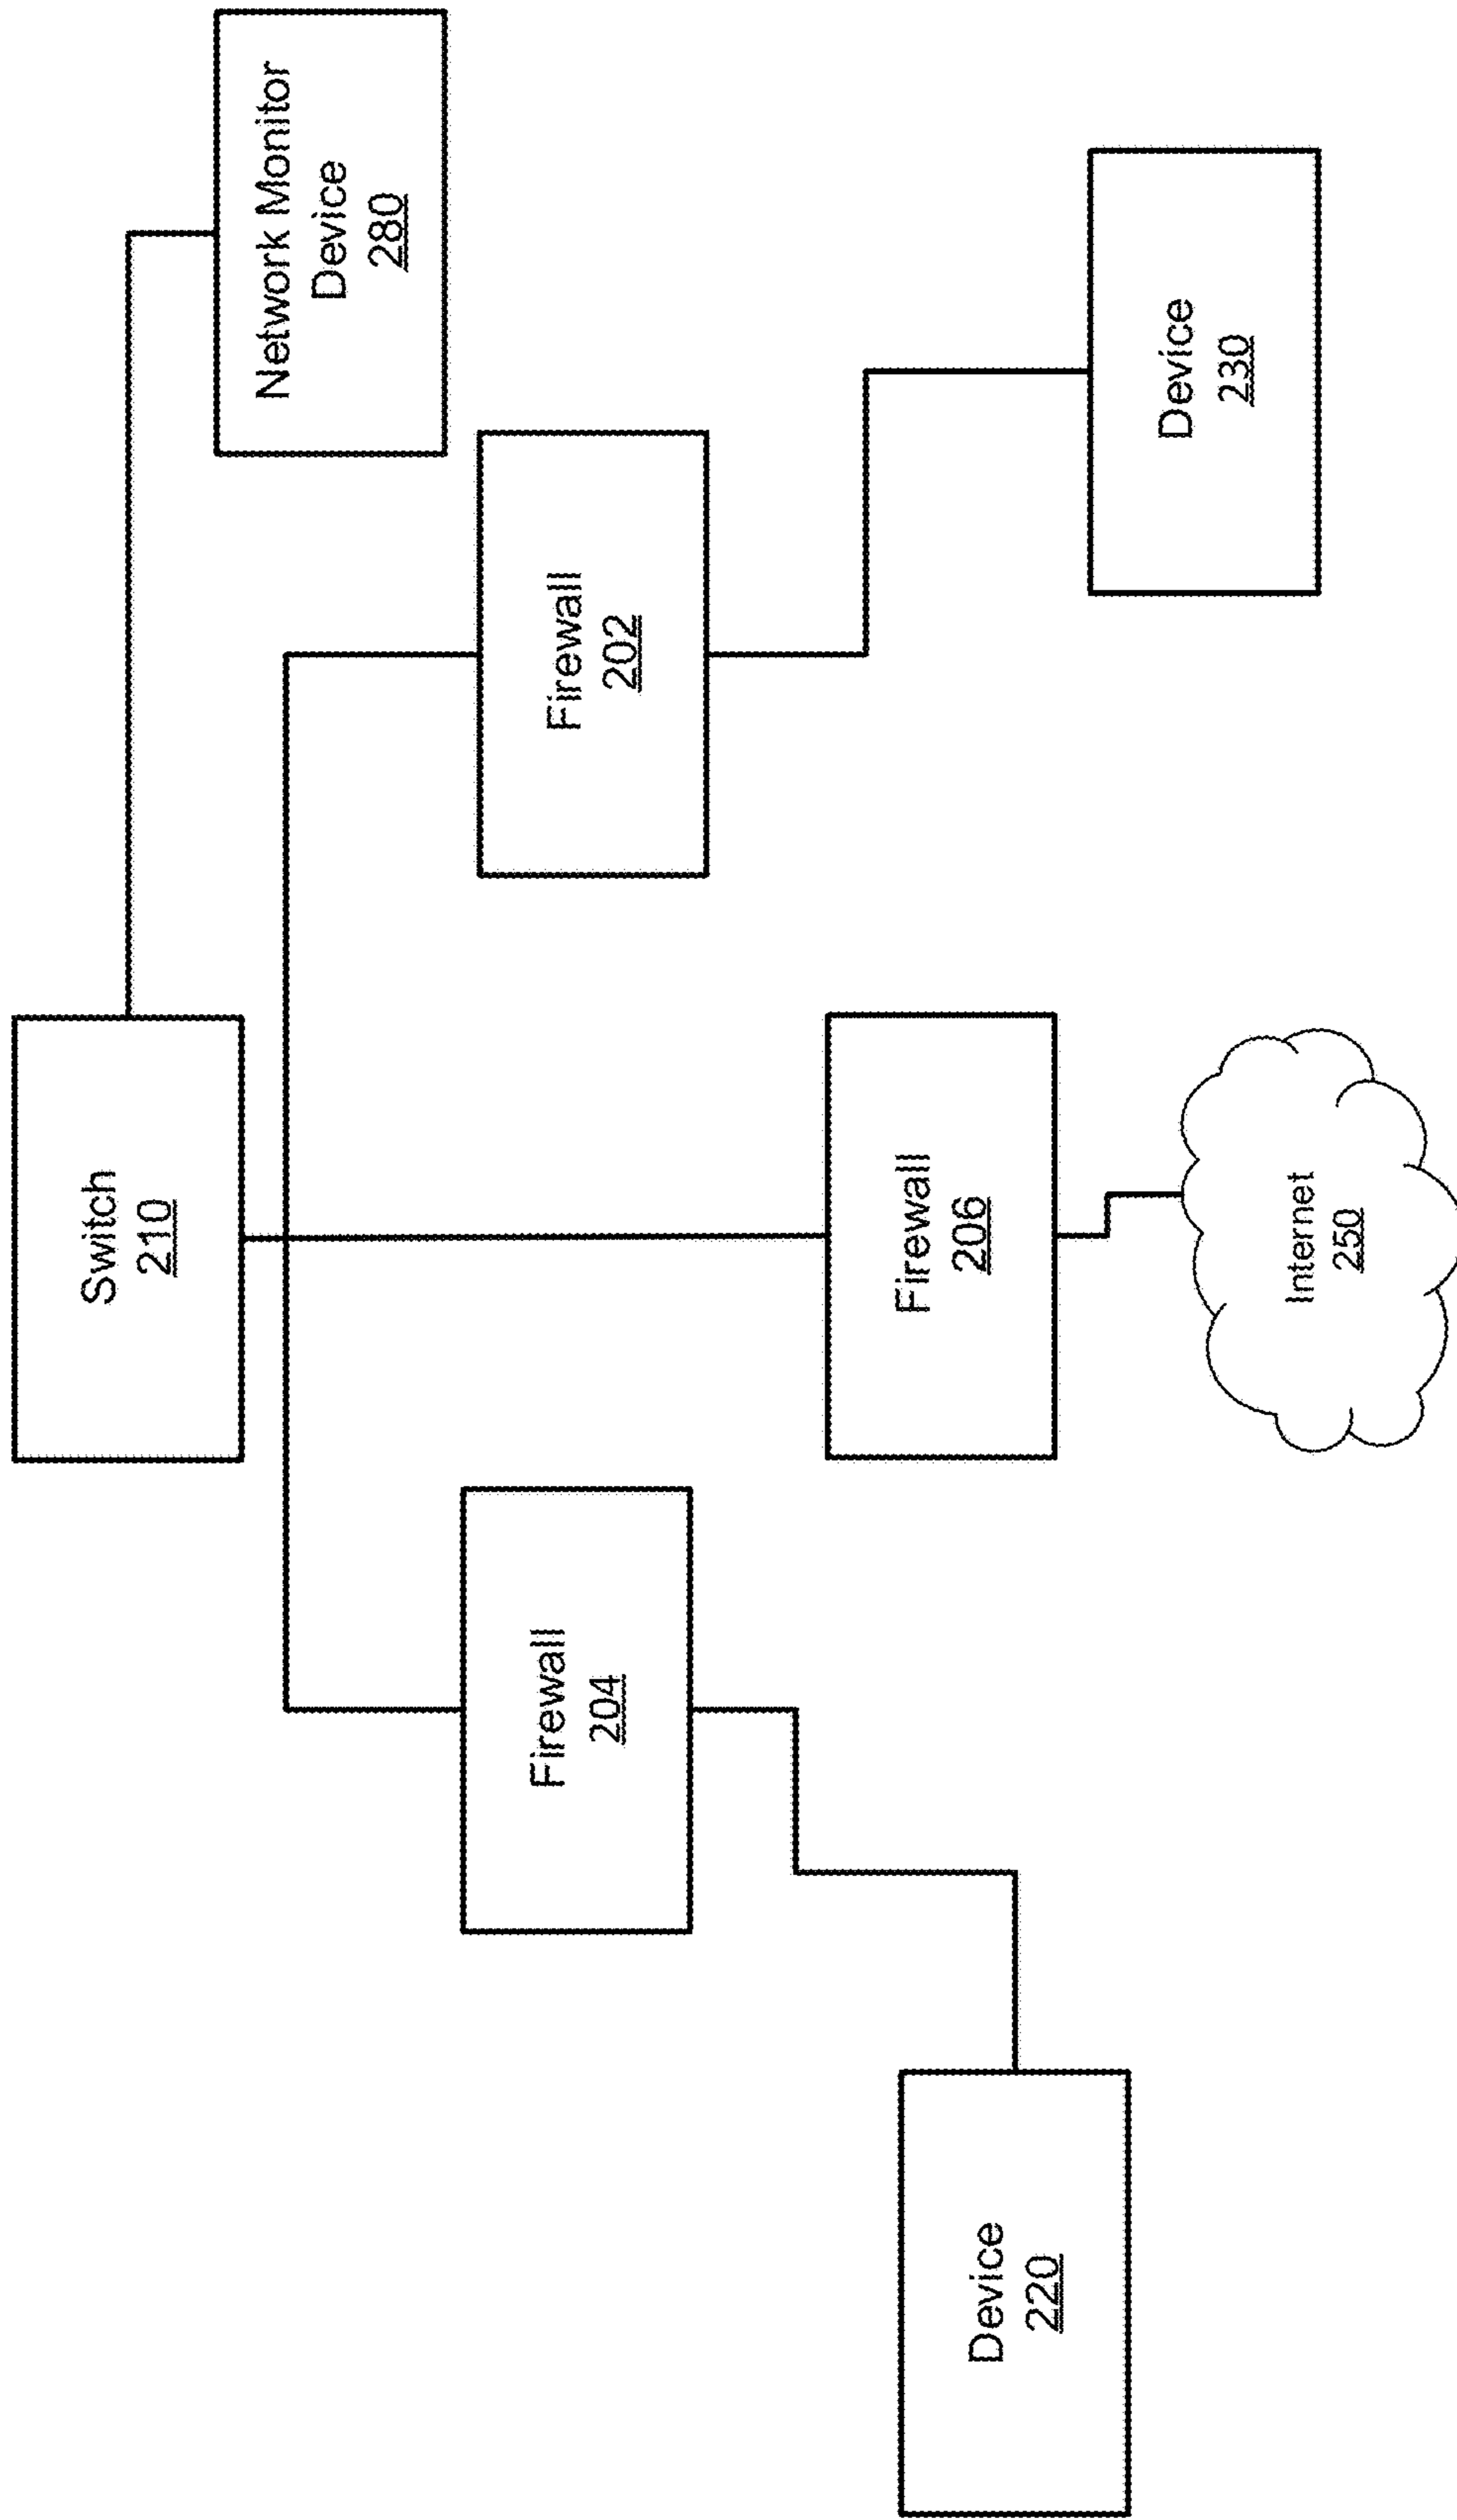 Switch
210
Network Monitor
Device
280
Firewall
204
Firewall
202
Firewall
206
Device
220
Device
230
Internet
250